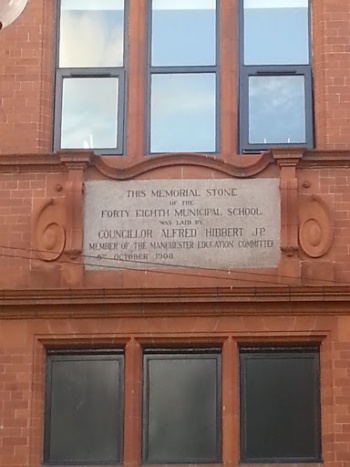 THIS MEMORIAL STONE
OF THE
FORTY EIGHTH MUNICIPAL SCHOOL
WAS LAID BY
COUNCILLOR ALFRED HIBBERT J.P.
MEMBER OF THE MANCHESTER EDUCATION COMMITTEE
OCTOBER 1908